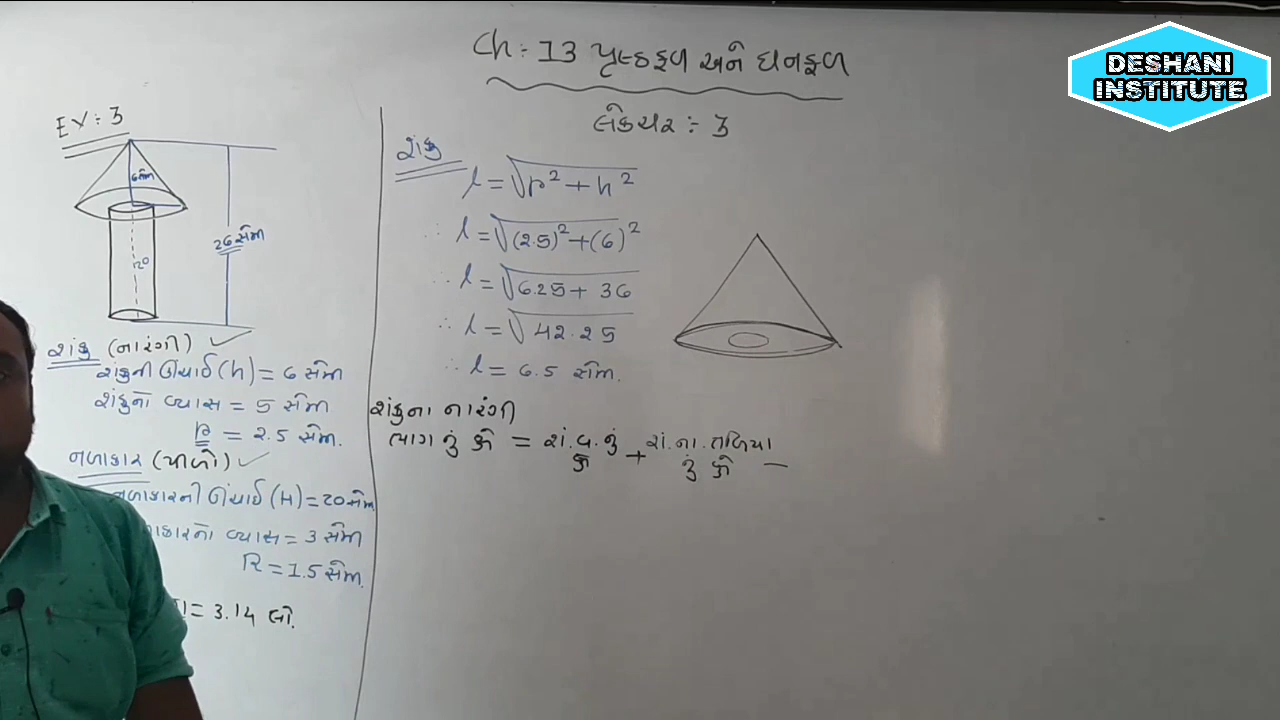 Ch : 13 પૃષ્ઠફળ અને ઘનફળ
લેક્ચર : 3
DESHANI
INSTITUTE
EX : 3
6 સેમી
26 સેમી
20
શંકુ (નારંગી)
શંકુની ઊંચાઈ (h) = 6 સેમી
શંકુનો વ્યાસ = 5 સેમી
r = 2.5 સેમી.
નળાકાર (પીળો)
નળાકારની ઊંચાઈ (H) = 20 સેમી
કારનો વ્યાસ = 3 સેમી
R = 1.5 સેમી.
= 3.14 લો.
શંકુ
l = √r² + h²
∴ l = √(2.5)² + (6)²
∴ l = √6.25 + 36
∴ l = √42.25
∴ l = 6.5 સેમી.
શંકુના નારંગી
ભાગ નું ક્ષે = શં. વ. નું ક્ષે + શં. ના. તળિયા નું ક્ષે —